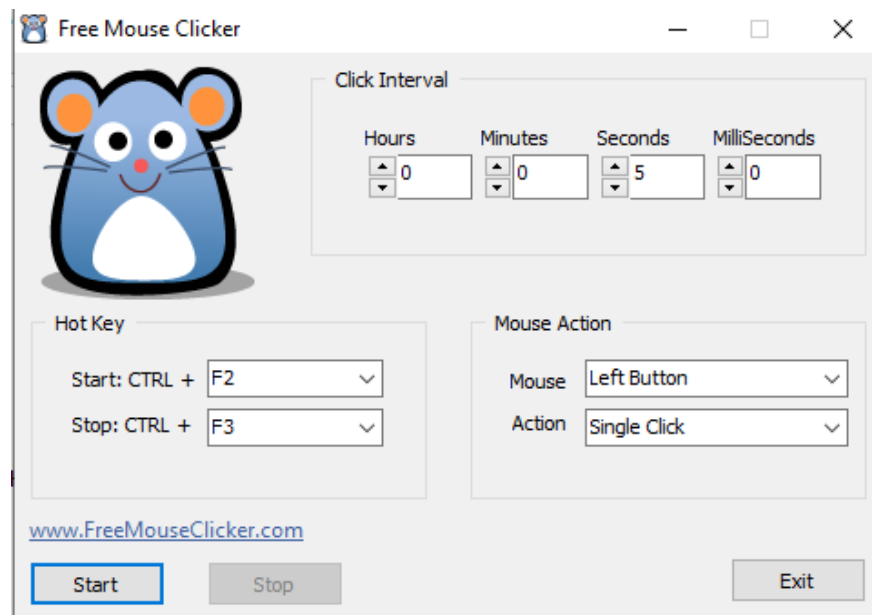 Free Mouse Clicker
Click Interval
Hours Minutes Seconds MilliSeconds
0 0 5 0
Hot Key
Start: CTRL + F2
Stop: CTRL + F3
Mouse Action
Mouse Left Button
Action Single Click
www.FreeMouseClicker.com
Start Stop Exit